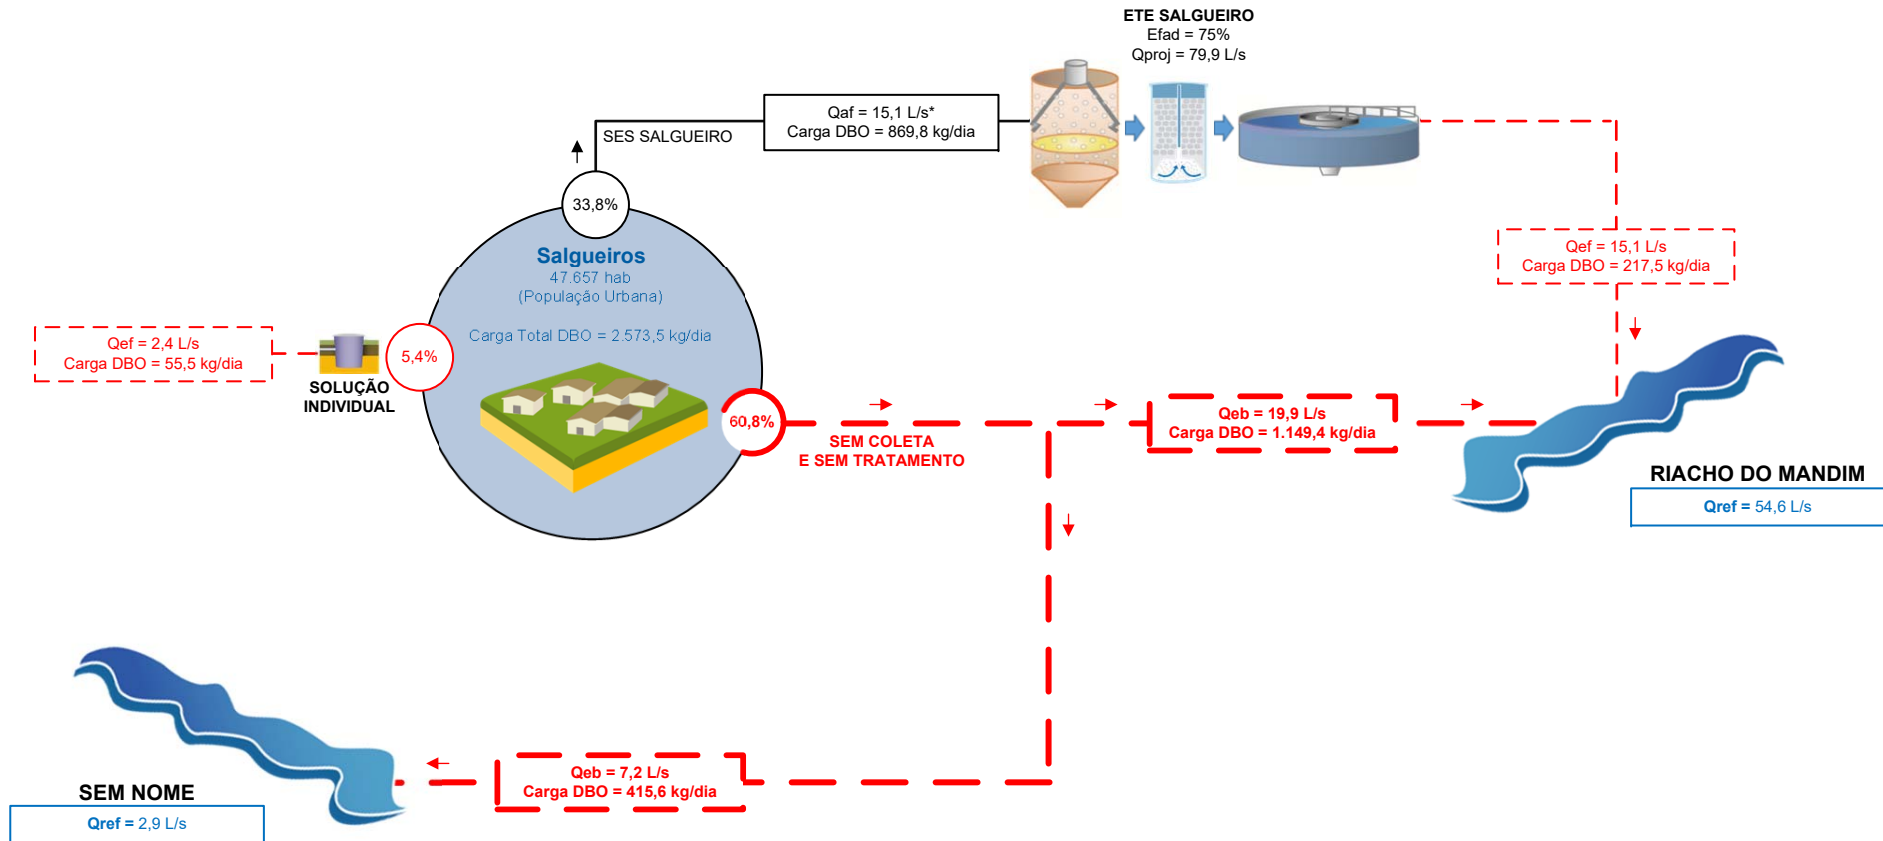 ETE SALGUEIRO
Efad = 75%
Qproj = 79,9 L/s
Qaf = 15,1 L/s*
Carga DBO = 869,8 kg/dia
SES SALGUEIRO
33,8%
Salgueiros
47.657 hab
(População Urbana)
Carga Total DBO = 2.573,5 kg/dia
Qef = 15,1 L/s
Carga DBO = 217,5 kg/dia
Qef = 2,4 L/s
Carga DBO = 55,5 kg/dia
5,4%
SOLUÇÃO
INDIVIDUAL
60,8%
SEM COLETA
E SEM TRATAMENTO
Qeb = 19,9 L/s
Carga DBO = 1.149,4 kg/dia
RIACHO DO MANDIM
Qref = 54,6 L/s
Qeb = 7,2 L/s
Carga DBO = 415,6 kg/dia
SEM NOME
Qref = 2,9 L/s